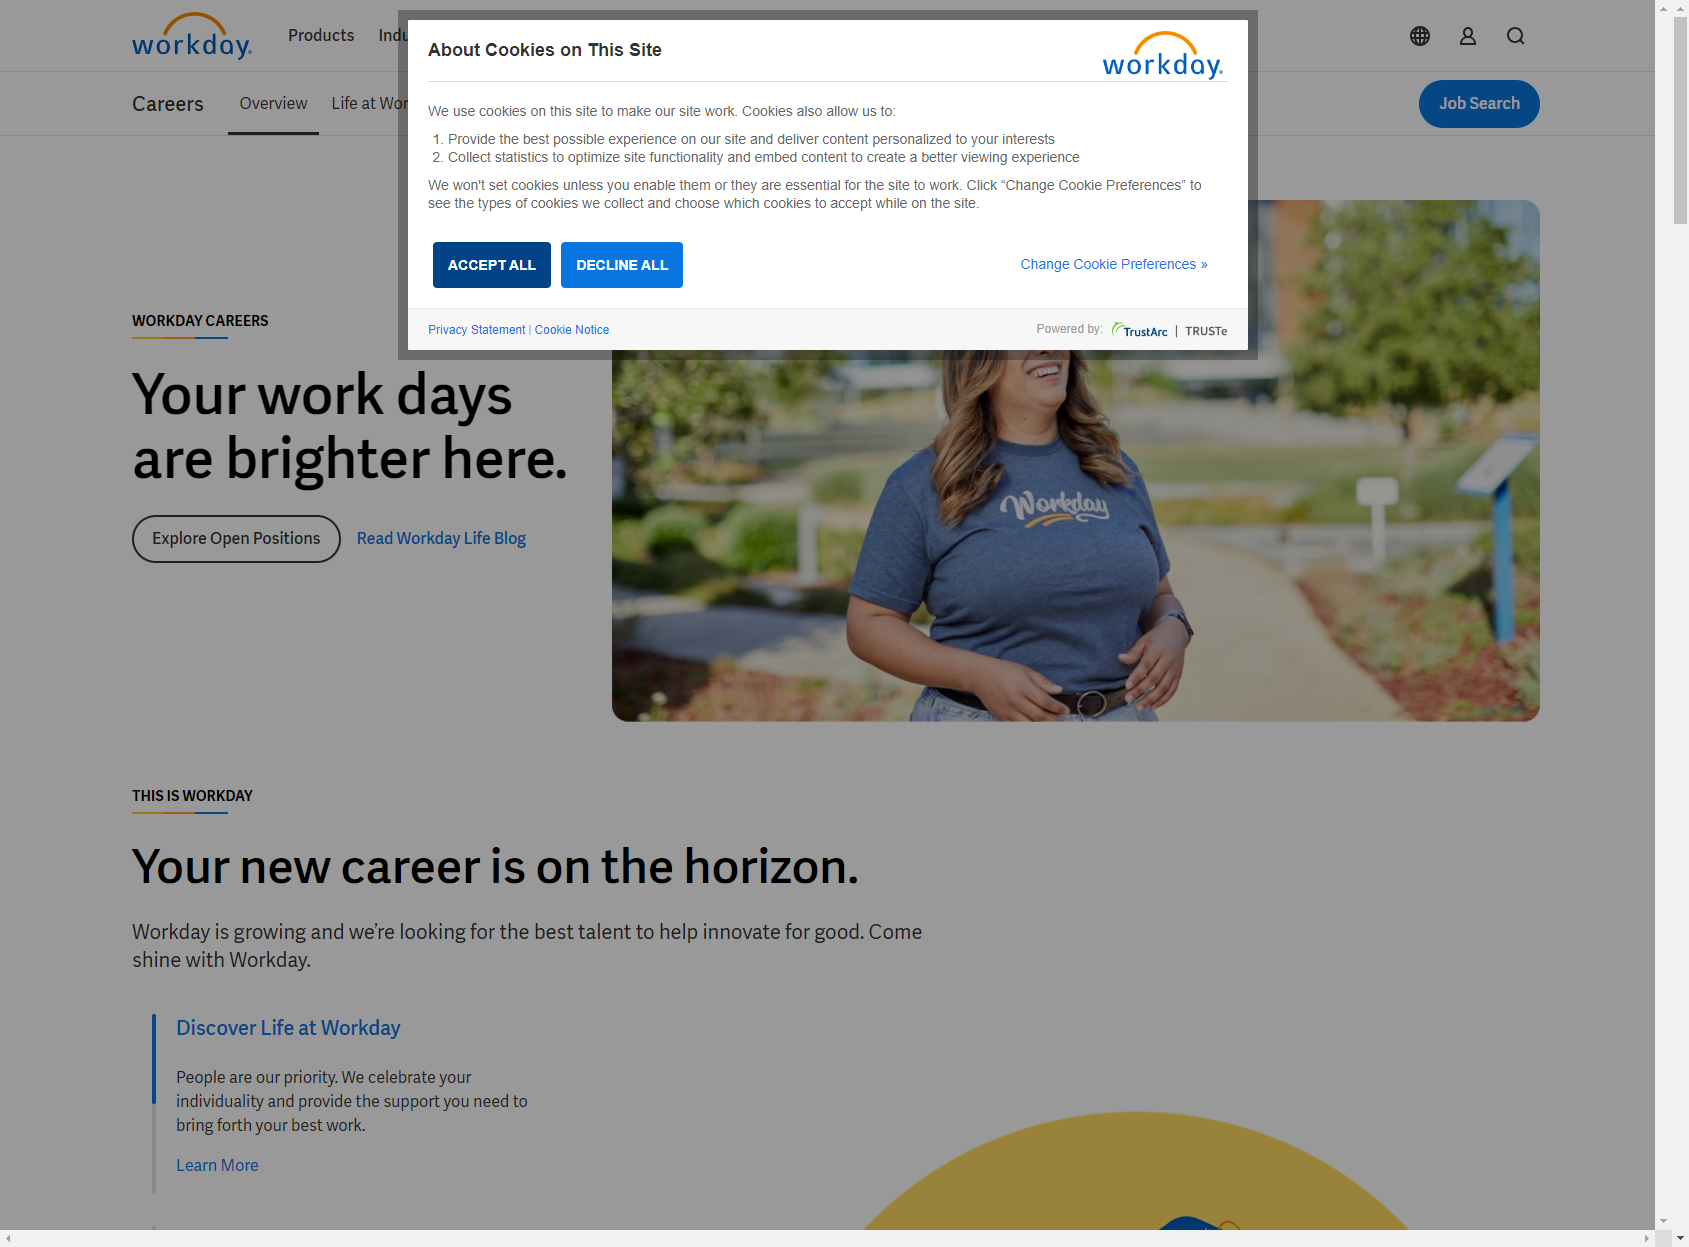 workday.
Products
Indu
Careers
Overview
Life at Wor
Job Search
About Cookies on This Site
workday.
We use cookies on this site to make our site work. Cookies also allow us to:
1. Provide the best possible experience on our site and deliver content personalized to your interests
2. Collect statistics to optimize site functionality and embed content to create a better viewing experience
We won't set cookies unless you enable them or they are essential for the site to work. Click “Change Cookie Preferences” to
see the types of cookies we collect and choose which cookies to accept while on the site.
ACCEPT ALL
DECLINE ALL
Change Cookie Preferences »
Privacy Statement | Cookie Notice
Powered by: TrustArc | TRUSTe
WORKDAY CAREERS
Your work days
are brighter here.
Explore Open Positions
Read Workday Life Blog
Workday
THIS IS WORKDAY
Your new career is on the horizon.
Workday is growing and we’re looking for the best talent to help innovate for good. Come
shine with Workday.
Discover Life at Workday
People are our priority. We celebrate your
individuality and provide the support you need to
bring forth your best work.
Learn More